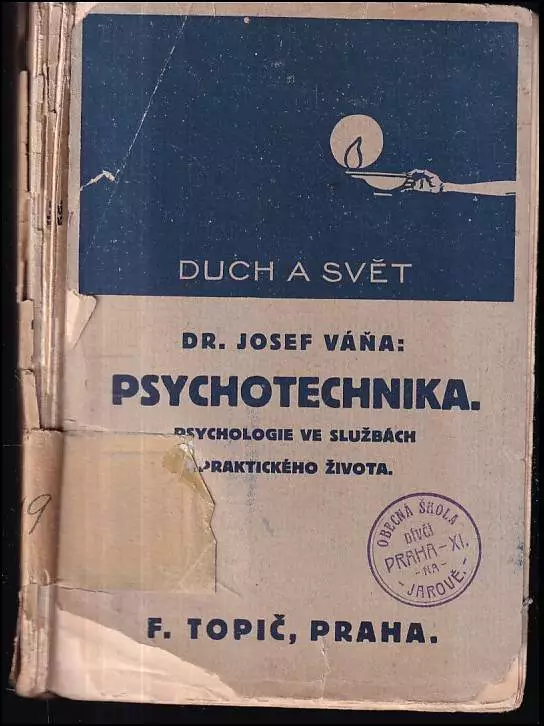 DUCH A SVĚT
DR. JOSEF VÁŇA:
PSYCHOTECHNIKA.
PSYCHOLOGIE VE SLUŽBÁCH
PRAKTICKÉHO ŽIVOTA.
OBECNÁ ŠKOLA
DÍVČÍ
PRAHA-XI.
-NA-
-JAROVĚ.-
F. TOPIČ, PRAHA.